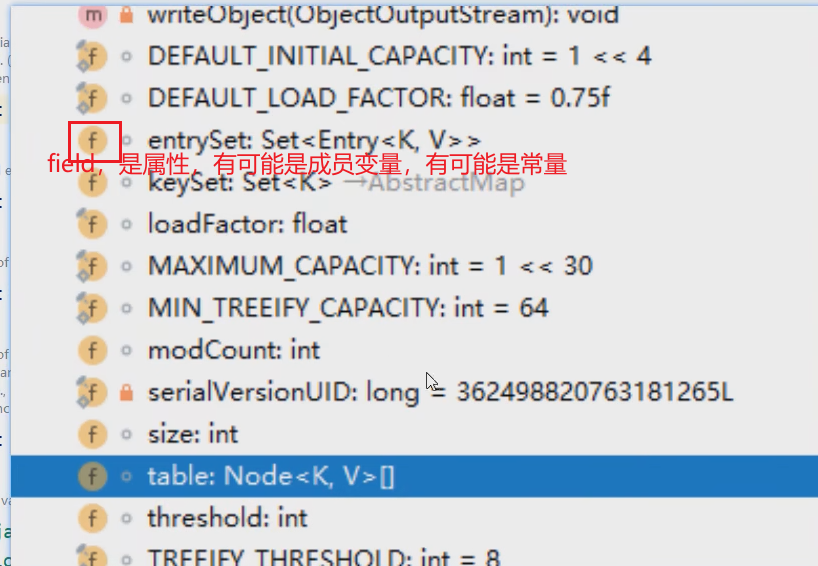 writeObject(ObjectOutputStream): void
DEFAULT_INITIAL_CAPACITY: int = 1 << 4
DEFAULT_LOAD_FACTOR: float = 0.75f
entrySet: Set<Entry<K, V>>
field，是属性，有可能是成员变量，有可能是常量
keySet: Set<K> →AbstractMap
loadFactor: float
MAXIMUM_CAPACITY: int = 1 << 30
MIN_TREEIFY_CAPACITY: int = 64
modCount: int
serialVersionUID: long = 362498820763181265L
size: int
table: Node<K, V>[]
threshold: int
TREEIFY_THRESHOLD: int = 8